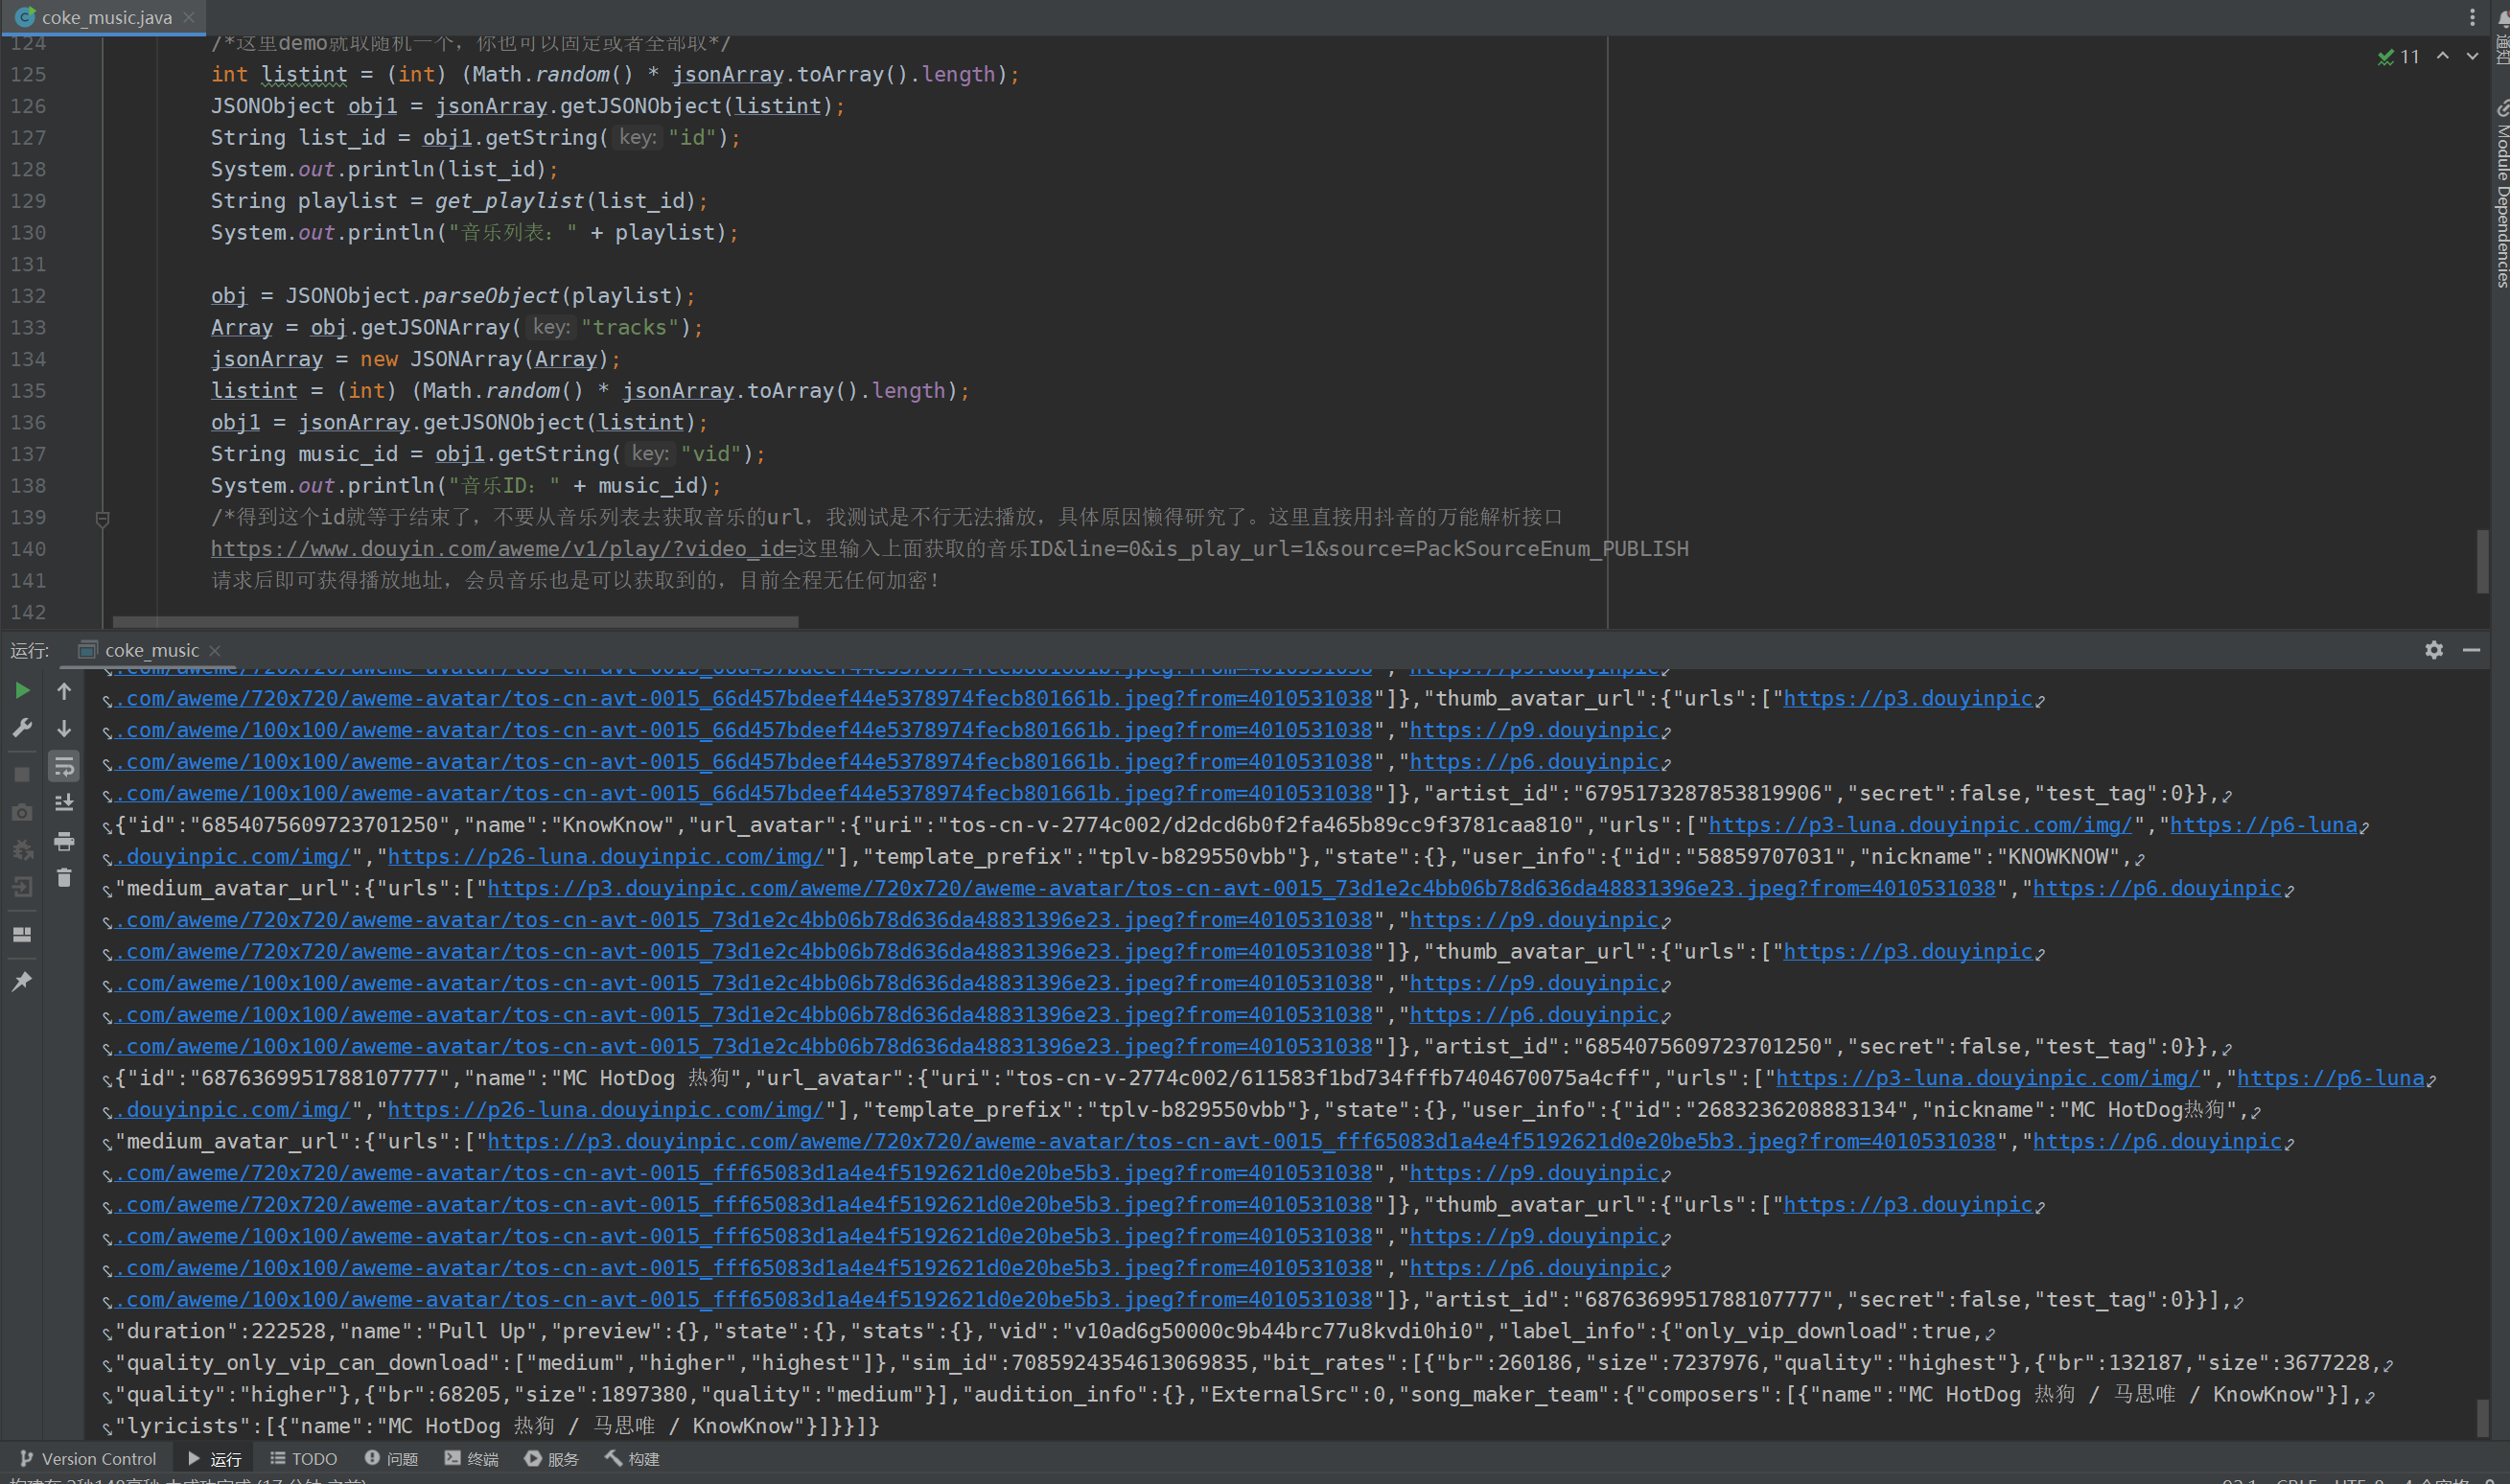 coke_music.java
124 /*这里demo就取随机一个，你也可以固定或者全部取*/
11
125 int listint = (int) (Math.random() * jsonArray.toArray().length);
126 JSONObject obj1 = jsonArray.getJSONObject(listint);
127 String list_id = obj1.getString( key: "id");
128 System.out.println(list_id);
129 String playlist = get_playlist(list_id);
130 System.out.println("音乐列表：" + playlist);
131
132 obj = JSONObject.parseObject(playlist);
133 Array = obj.getJSONArray( key: "tracks");
134 jsonArray = new JSONArray(Array);
135 listint = (int) (Math.random() * jsonArray.toArray().length);
136 obj1 = jsonArray.getJSONObject(listint);
137 String music_id = obj1.getString( key: "vid");
138 System.out.println("音乐ID：" + music_id);
139 /*得到这个id就等于结束了，不要从音乐列表去获取音乐的url，我测试是不行无法播放，具体原因懒得研究了。这里直接用抖音的万能解析接口
140 https://www.douyin.com/aweme/v1/play/?video_id=这里输入上面获取的音乐ID&line=0&is_play_url=1&source=PackSourceEnum_PUBLISH
141 请求后即可获得播放地址，会员音乐也是可以获取到的，目前全程无任何加密！
142
通知
Module Dependencies
运行: coke_music
.com/aweme/720x720/aweme-avatar/tos-cn-avt-0015_66d457bdeef44e5378974fecb801661b.jpeg?from=4010531038","https://p9.douyinpic
.com/aweme/720x720/aweme-avatar/tos-cn-avt-0015_66d457bdeef44e5378974fecb801661b.jpeg?from=4010531038"]},"thumb_avatar_url":{"urls":["https://p3.douyinpic
.com/aweme/100x100/aweme-avatar/tos-cn-avt-0015_66d457bdeef44e5378974fecb801661b.jpeg?from=4010531038","https://p9.douyinpic
.com/aweme/100x100/aweme-avatar/tos-cn-avt-0015_66d457bdeef44e5378974fecb801661b.jpeg?from=4010531038","https://p6.douyinpic
.com/aweme/100x100/aweme-avatar/tos-cn-avt-0015_66d457bdeef44e5378974fecb801661b.jpeg?from=4010531038"]},"artist_id":"6795173287853819906","secret":false,"test_tag":0}},
{"id":"6854075609723701250","name":"KnowKnow","url_avatar":{"uri":"tos-cn-v-2774c002/d2dcd6b0f2fa465b89cc9f3781caa810","urls":["https://p3-luna.douyinpic.com/img/","https://p6-luna
.douyinpic.com/img/","https://p26-luna.douyinpic.com/img/"],"template_prefix":"tplv-b829550vbb"},"state":{},"user_info":{"id":"58859707031","nickname":"KNOWKNOW",
"medium_avatar_url":{"urls":["https://p3.douyinpic.com/aweme/720x720/aweme-avatar/tos-cn-avt-0015_73d1e2c4bb06b78d636da48831396e23.jpeg?from=4010531038","https://p6.douyinpic
.com/aweme/720x720/aweme-avatar/tos-cn-avt-0015_73d1e2c4bb06b78d636da48831396e23.jpeg?from=4010531038","https://p9.douyinpic
.com/aweme/720x720/aweme-avatar/tos-cn-avt-0015_73d1e2c4bb06b78d636da48831396e23.jpeg?from=4010531038"]},"thumb_avatar_url":{"urls":["https://p3.douyinpic
.com/aweme/100x100/aweme-avatar/tos-cn-avt-0015_73d1e2c4bb06b78d636da48831396e23.jpeg?from=4010531038","https://p9.douyinpic
.com/aweme/100x100/aweme-avatar/tos-cn-avt-0015_73d1e2c4bb06b78d636da48831396e23.jpeg?from=4010531038","https://p6.douyinpic
.com/aweme/100x100/aweme-avatar/tos-cn-avt-0015_73d1e2c4bb06b78d636da48831396e23.jpeg?from=4010531038"]},"artist_id":"6854075609723701250","secret":false,"test_tag":0}},
{"id":"6876369951788107777","name":"MC HotDog 热狗","url_avatar":{"uri":"tos-cn-v-2774c002/611583f1bd734fffb7404670075a4cff","urls":["https://p3-luna.douyinpic.com/img/","https://p6-luna
.douyinpic.com/img/","https://p26-luna.douyinpic.com/img/"],"template_prefix":"tplv-b829550vbb"},"state":{},"user_info":{"id":"2683236208883134","nickname":"MC HotDog热狗",
"medium_avatar_url":{"urls":["https://p3.douyinpic.com/aweme/720x720/aweme-avatar/tos-cn-avt-0015_fff65083d1a4e4f5192621d0e20be5b3.jpeg?from=4010531038","https://p6.douyinpic
.com/aweme/720x720/aweme-avatar/tos-cn-avt-0015_fff65083d1a4e4f5192621d0e20be5b3.jpeg?from=4010531038","https://p9.douyinpic
.com/aweme/720x720/aweme-avatar/tos-cn-avt-0015_fff65083d1a4e4f5192621d0e20be5b3.jpeg?from=4010531038"]},"thumb_avatar_url":{"urls":["https://p3.douyinpic
.com/aweme/100x100/aweme-avatar/tos-cn-avt-0015_fff65083d1a4e4f5192621d0e20be5b3.jpeg?from=4010531038","https://p9.douyinpic
.com/aweme/100x100/aweme-avatar/tos-cn-avt-0015_fff65083d1a4e4f5192621d0e20be5b3.jpeg?from=4010531038","https://p6.douyinpic
.com/aweme/100x100/aweme-avatar/tos-cn-avt-0015_fff65083d1a4e4f5192621d0e20be5b3.jpeg?from=4010531038"]},"artist_id":"6876369951788107777","secret":false,"test_tag":0}}],
"duration":222528,"name":"Pull Up","preview":{},"state":{},"stats":{},"vid":"v10ad6g50000c9b44brc77u8kvdi0hi0","label_info":{"only_vip_download":true,
"quality_only_vip_can_download":["medium","higher","highest"]},"sim_id":7085924354613069835,"bit_rates":[{"br":260186,"size":7237976,"quality":"highest"},{"br":132187,"size":3677228,
"quality":"higher"},{"br":68205,"size":1897380,"quality":"medium"}],"audition_info":{},"ExternalSrc":0,"song_maker_team":{"composers":[{"name":"MC HotDog 热狗 / 马思唯 / KnowKnow"}],
"lyricists":[{"name":"MC HotDog 热狗 / 马思唯 / KnowKnow"}]}}]}
Version Control 运行 TODO 问题 终端 服务 构建